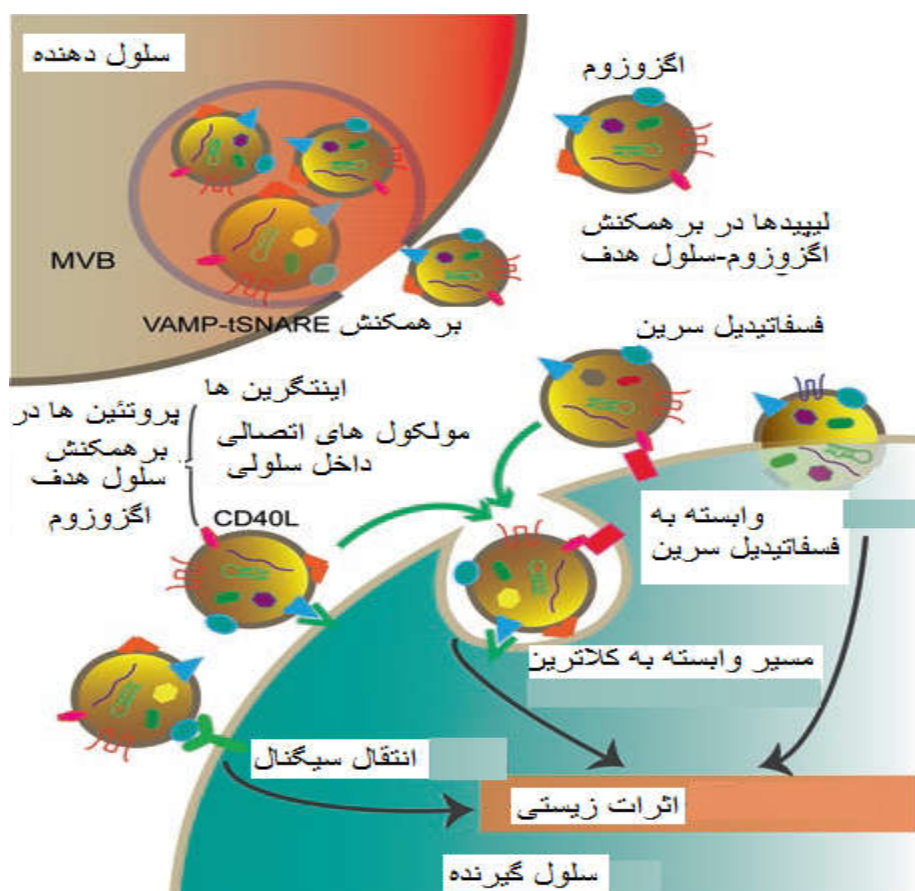 سلول دهنده
اگزوزوم
لیپیدها در برهمکنش
اگزوزوم-سلول هدف
MVB
برهمکنش VAMP-tSNARE
فسفاتیدیل سرین
اینتگرین ها
پروتئین ها در
برهمکنش
سلول هدف
اگزوزوم
مولکول های اتصالی
داخل سلولی
CD40L
وابسته به
فسفاتیدیل سرین
مسیر وابسته به کلاترین
انتقال سیگنال
اثرات زیستی
سلول گیرنده